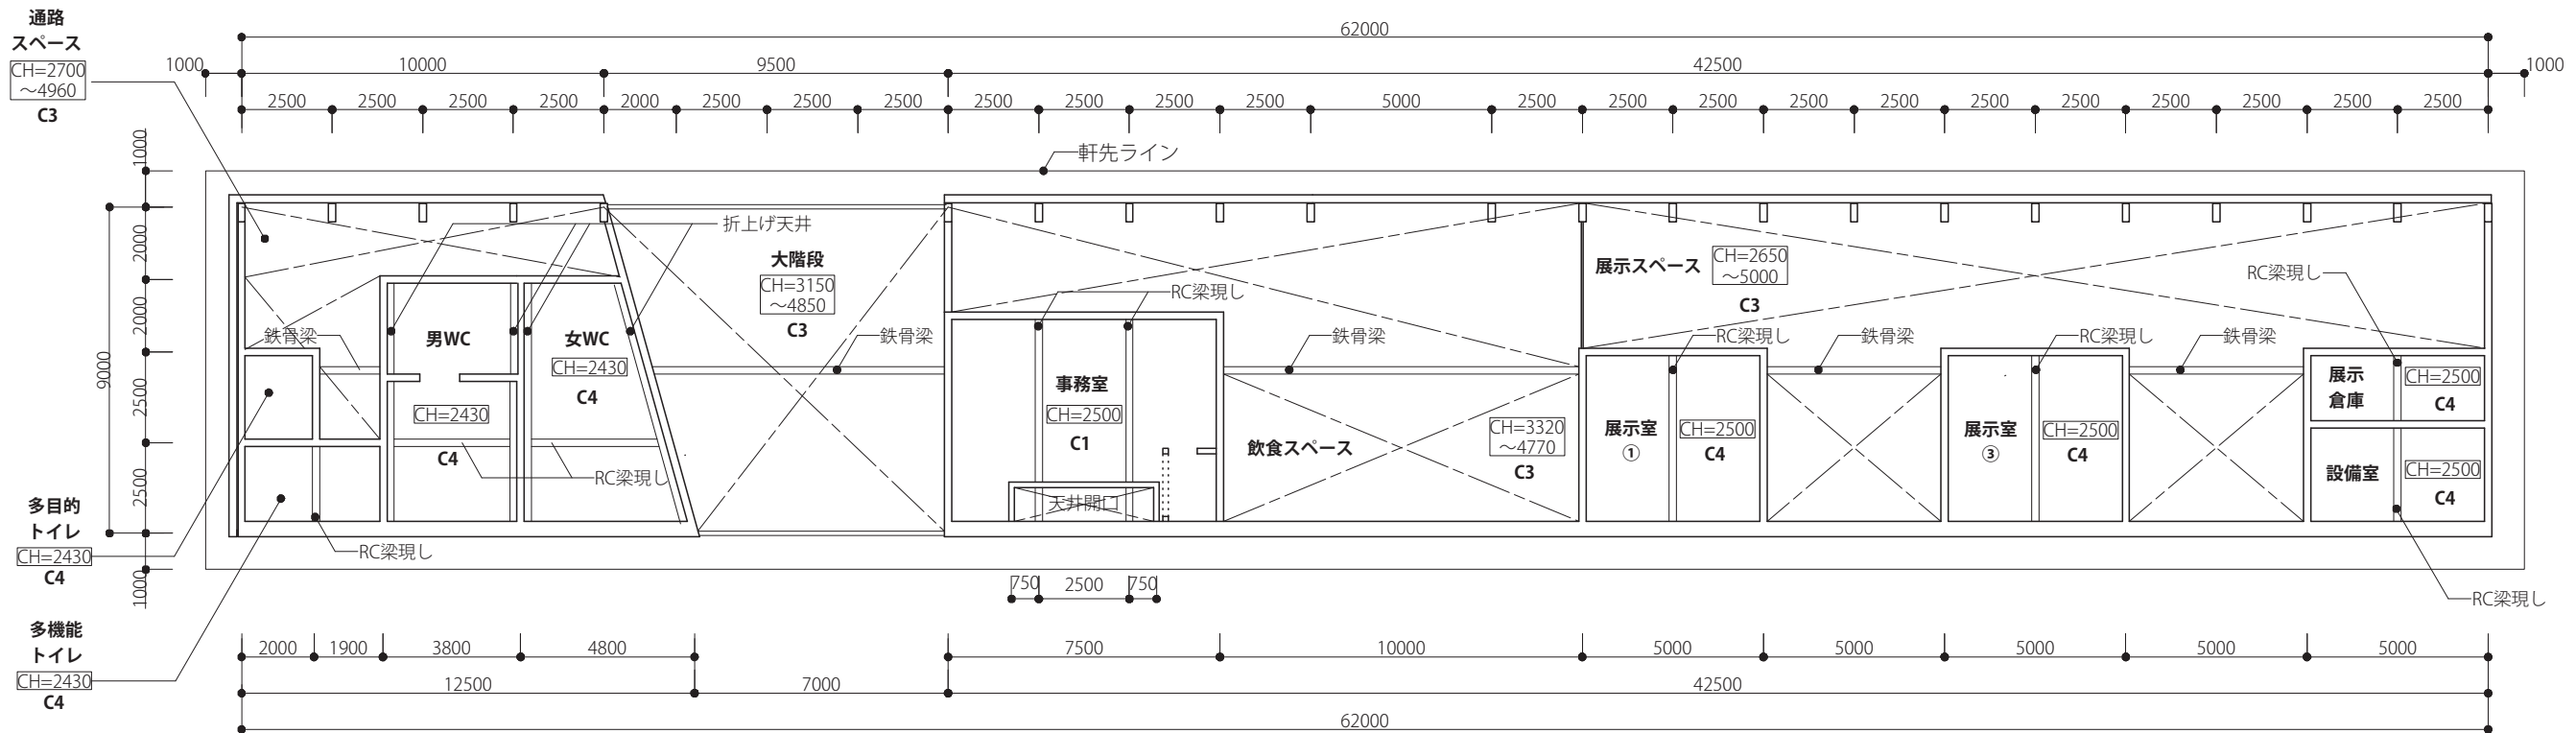 通路
スペース
CH=2700
～4960
C3
62000
1000
10000
9500
42500
1000
2500
2500
2500
2500
2000
2500
2500
2500
2500
2500
2500
2500
5000
2500
2500
2500
2500
2500
2500
2500
2500
2500
2500
2500
軒先ライン
1000
2000
2000
2500
2500
1000
9000
折上げ天井
大階段
CH=3150
～4850
C3
RC梁現し
展示スペース
CH=2650
～5000
C3
RC梁現し
鉄骨梁
男WC
女WC
CH=2430
C4
鉄骨梁
鉄骨梁
RC梁現し
鉄骨梁
RC梁現し
鉄骨梁
CH=2430
C4
事務室
CH=2500
C1
飲食スペース
CH=3320
～4770
C3
展示室
①
CH=2500
C4
展示室
③
CH=2500
C4
展示
倉庫
CH=2500
C4
設備室
CH=2500
C4
RC梁現し
天井開口
多目的
トイレ
CH=2430
C4
RC梁現し
RC梁現し
750
2500
750
多機能
トイレ
CH=2430
C4
2000
1900
3800
4800
7500
10000
5000
5000
5000
5000
5000
12500
7000
42500
62000